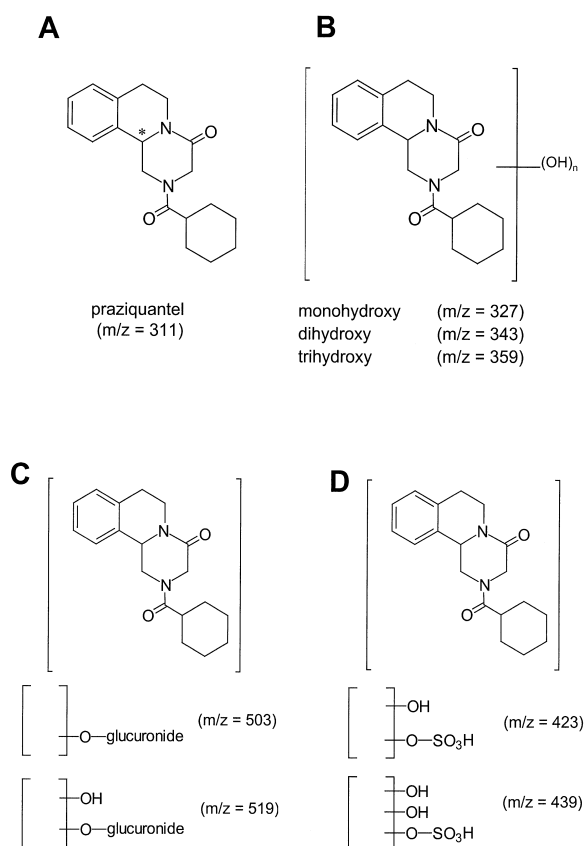 A
B
*
N
O
N
O
praziquantel
(m/z = 311)
N
O
N
O
(OH)n
monohydroxy (m/z = 327)
dihydroxy (m/z = 343)
trihydroxy (m/z = 359)
C
D
N
O
N
O
O—glucuronide (m/z = 503)
OH
O—glucuronide (m/z = 519)
N
O
N
O
OH
O—SO3H (m/z = 423)
OH
OH
O—SO3H (m/z = 439)